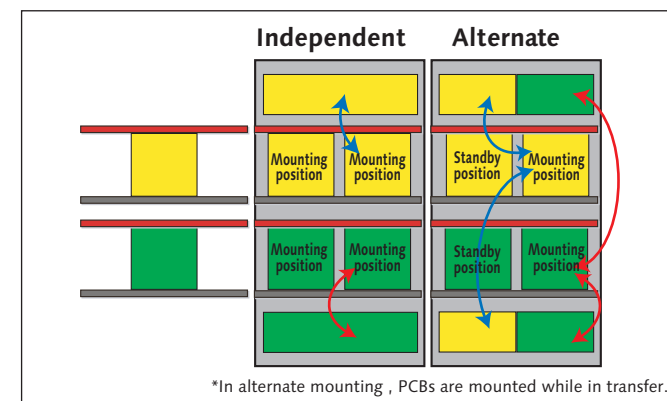 Independent
Alternate
Mounting
position
Mounting
position
Standby
position
Mounting
position
Mounting
position
Mounting
position
Standby
position
Mounting
position
*In alternate mounting , PCBs are mounted while in transfer.